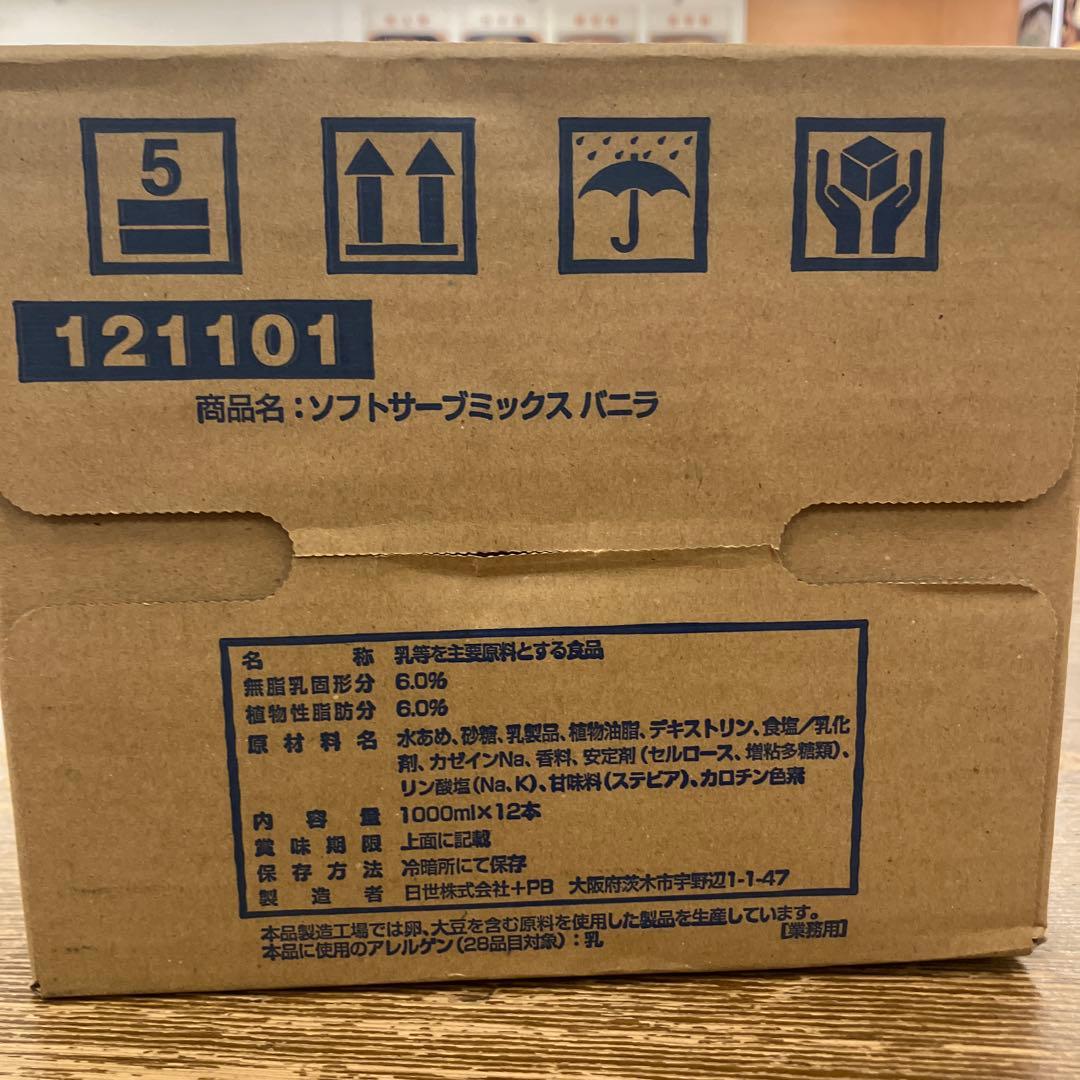 5
121101
商品名：ソフトサーブミックス バニラ
名称 乳等を主要原料とする食品
無脂乳固形分 6.0%
植物性脂肪分 6.0%
原材料名 水あめ、砂糖、乳製品、植物油脂、デキストリン、食塩／乳化
剤、カゼインNa、香料、安定剤（セルロース、増粘多糖類）、
リン酸塩（Na、K）、甘味料（ステビア）、カロチン色素
内容量 1000ml×12本
賞味期限 上面に記載
保存方法 冷暗所にて保存
製造者 日世株式会社＋PB 大阪府茨木市宇野辺1-1-47
本品製造工場では卵、大豆を含む原料を使用した製品を生産しています。
本品に使用のアレルゲン（28品目対象）：乳 【業務用】